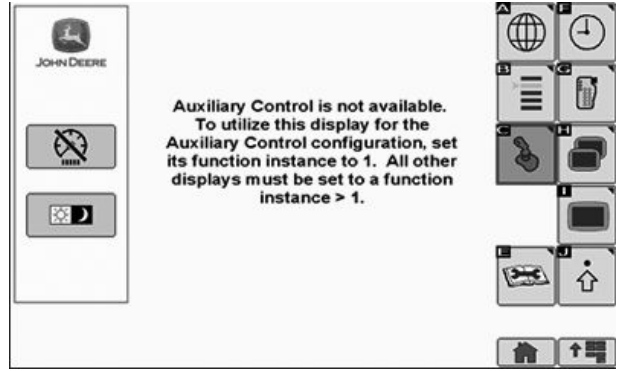 JOHN DEERE
Auxiliary Control is not available.
To utilize this display for the
Auxiliary Control configuration, set
its function instance to 1. All other
displays must be set to a function
instance > 1.
A
F
B
G
C
H
I
E
J